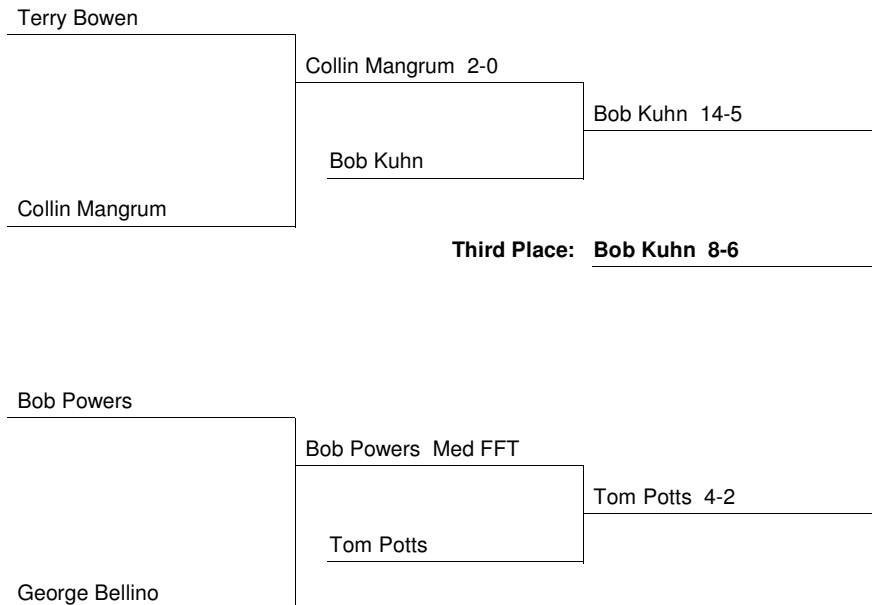 Terry Bowen
Collin Mangrum 2-0
Bob Kuhn 14-5
Bob Kuhn
Collin Mangrum
Third Place: Bob Kuhn 8-6
Bob Powers
Bob Powers Med FFT
Tom Potts 4-2
Tom Potts
George Bellino